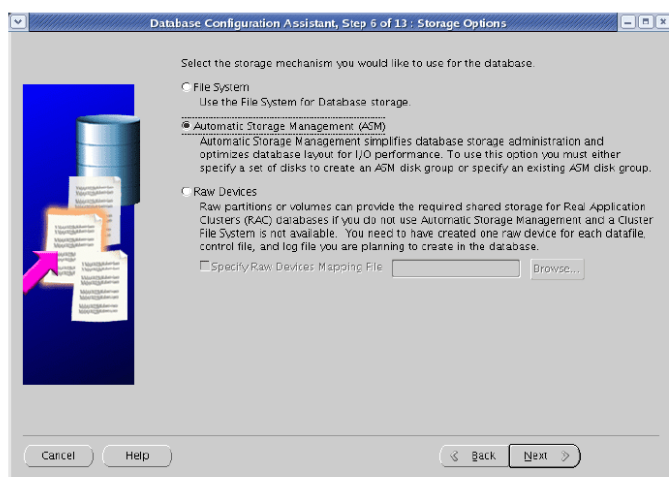 Database Configuration Assistant, Step 6 of 13 : Storage Options
Select the storage mechanism you would like to use for the database.
File System
Use the File System for Database storage.
Automatic Storage Management (ASM)
Automatic Storage Management simplifies database storage administration and
optimizes database layout for I/O performance. To use this option you must either
specify a set of disks to create an ASM disk group or specify an existing ASM disk group.
Raw Devices
Raw partitions or volumes can provide the required shared storage for Real Application
Clusters (RAC) databases if you do not use Automatic Storage Management and a Cluster
File System is not available. You need to have created one raw device for each datafile,
control file, and log file you are planning to create in the database.
Specify Raw Devices Mapping File
Browse...
Cancel
Help
Back
Next